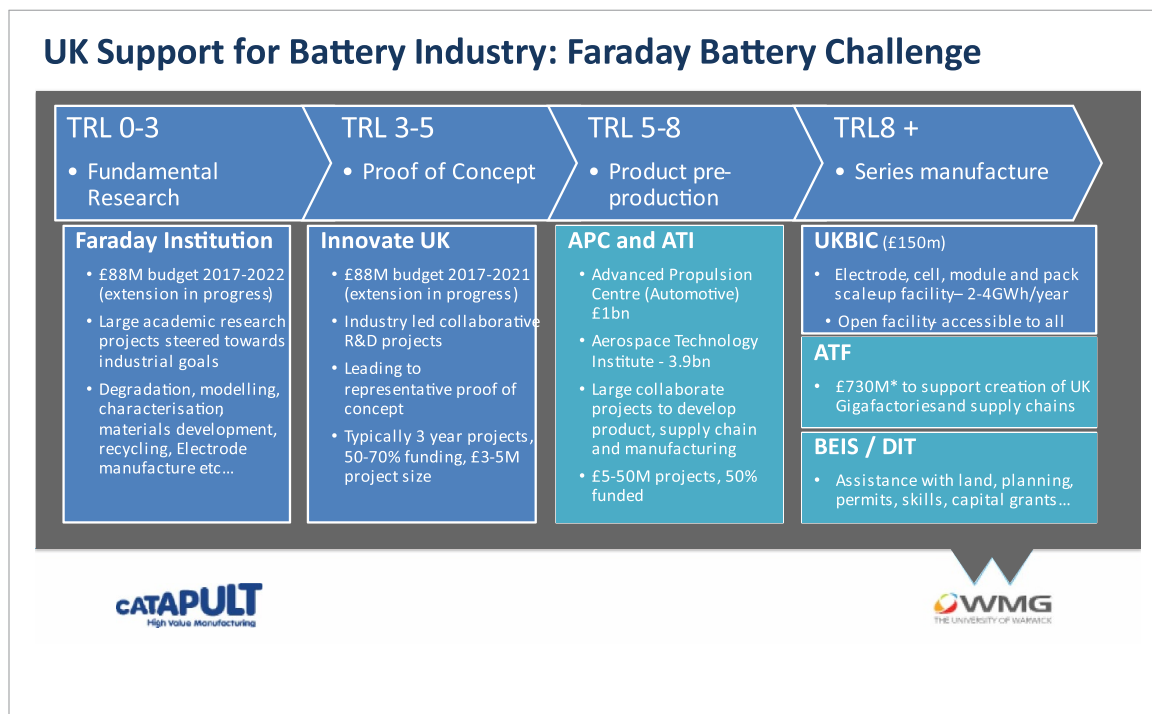 UK Support for Battery Industry: Faraday Battery Challenge
TRL 0-3
• Fundamental
Research
TRL 3-5
• Proof of Concept
TRL 5-8
• Product pre-
production
TRL8 +
• Series manufacture
Faraday Institution
• £88M budget 2017-2022
(extension in progress)
• Large academic research
projects steered towards
industrial goals
• Degradation, modelling,
characterisation,
materials development,
recycling, Electrode
manufacture etc...
Innovate UK
• £88M budget 2017-2021
(extension in progress)
• Industry led collaborative
R&D projects
• Leading to
representative proof of
concept
• Typically 3 year projects,
50-70% funding, £3-5M
project size
APC and ATI
• Advanced Propulsion
Centre (Automotive)
£1bn
• Aerospace Technology
Institute - 3.9bn
• Large collaborate
projects to develop
product, supply chain
and manufacturing
• £5-50M projects, 50%
funded
UKBIC (£150m)
• Electrode, cell, module and pack
scaleup facility– 2-4GWh/year
• Open facility- accessible to all
ATF
• £730M* to support creation of UK
Gigafactoriesand supply chains
BEIS / DIT
• Assistance with land, planning,
permits, skills, capital grants...
CATAPULT
High Value Manufacturing
WMG
THE UNIVERSITY OF WARWICK